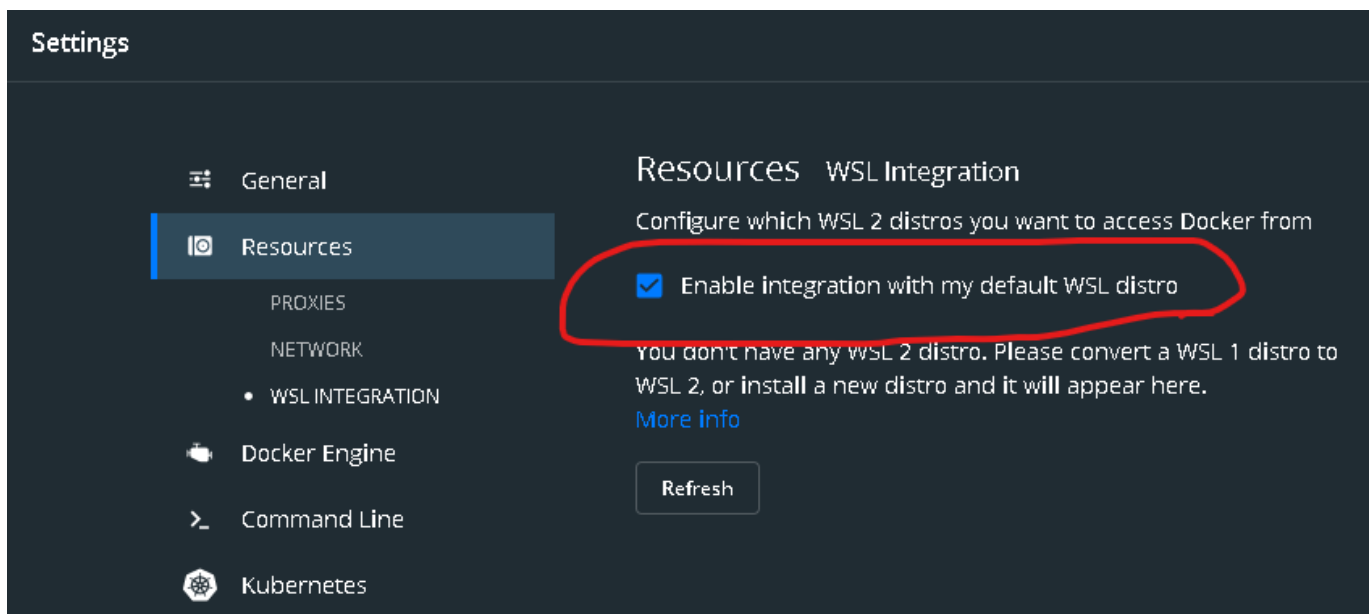 Settings
General
Resources
PROXIES
NETWORK
WSL INTEGRATION
Docker Engine
Command Line
Kubernetes
Resources WSL Integration
Configure which WSL 2 distros you want to access Docker from
Enable integration with my default WSL distro
You don't have any WSL 2 distro. Please convert a WSL 1 distro to
WSL 2, or install a new distro and it will appear here.
More info
Refresh